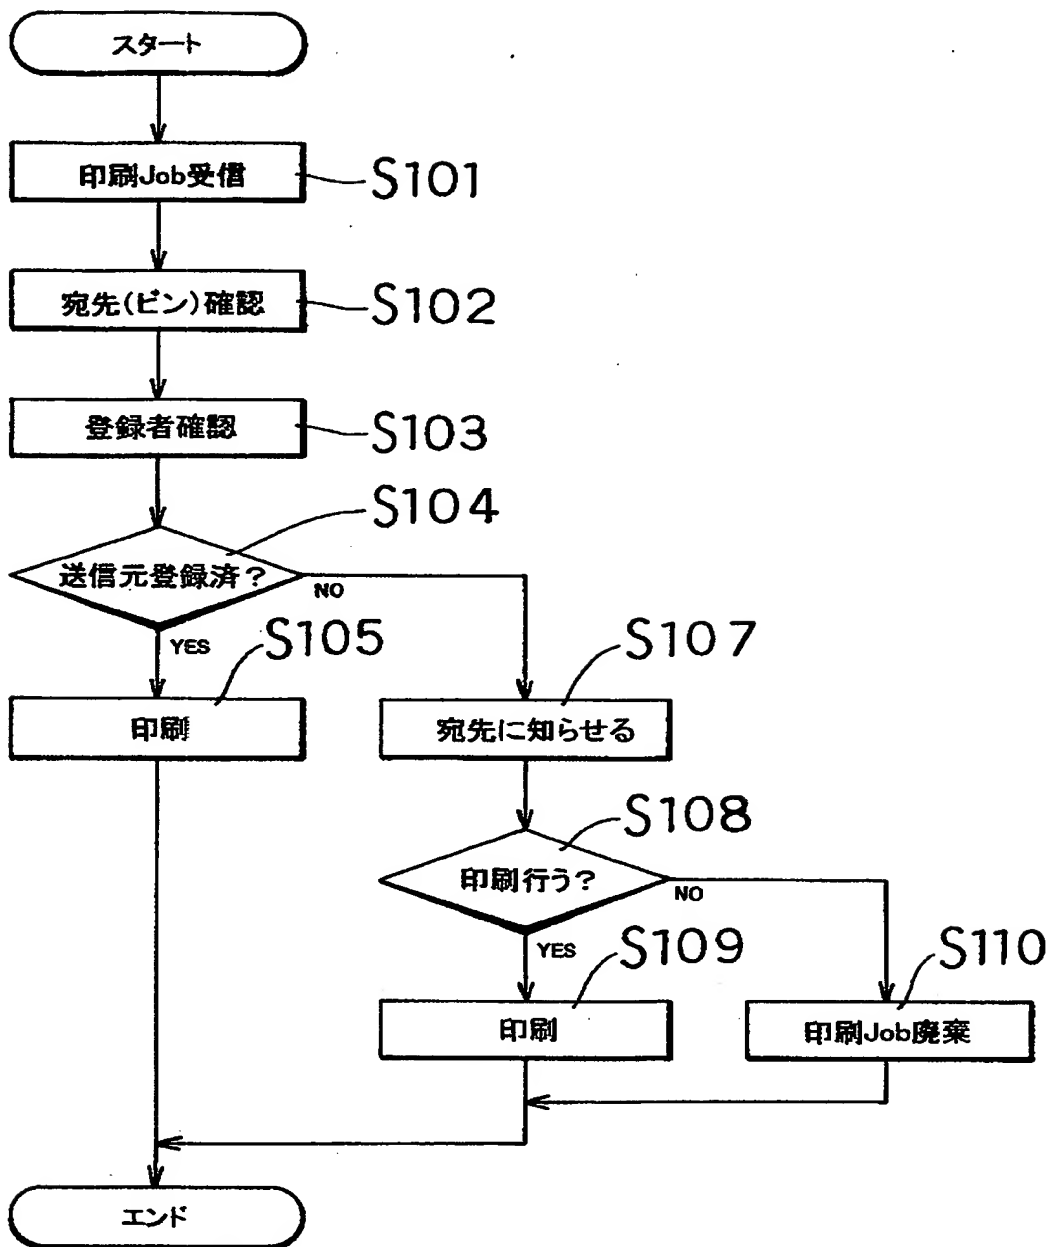 スタート
印刷Job受信
S101
宛先(ビン)確認
S102
登録者確認
S103
S104
送信元登録済?
NO
YES
S105
S107
印刷
宛先に知らせる
S108
印刷行う?
NO
YES
S109
S110
印刷
印刷Job廃棄
エンド